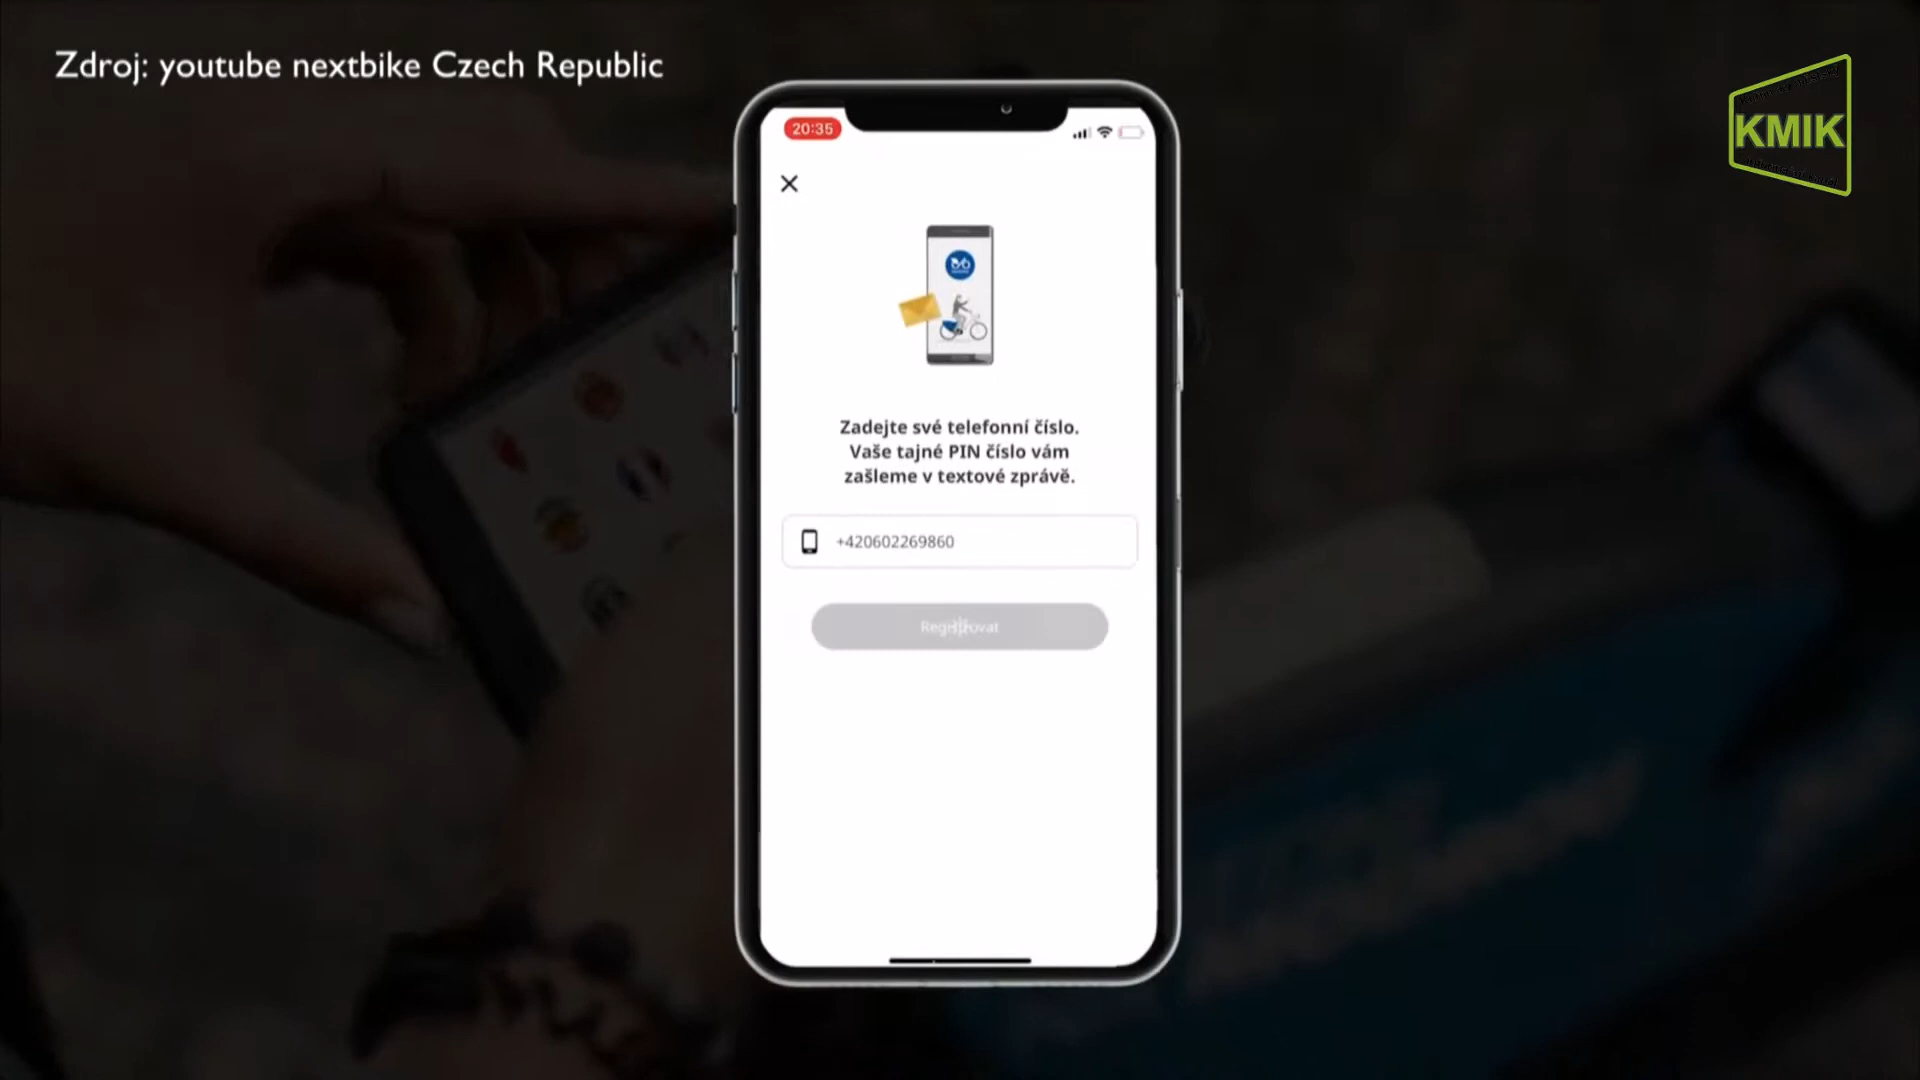 Zdroj: youtube nextbike Czech Republic
KMIK
20:35
Zadejte své telefonní číslo.
Vaše tajné PIN číslo vám
zašleme v textové zprávě.
+420602269860
Registrovat